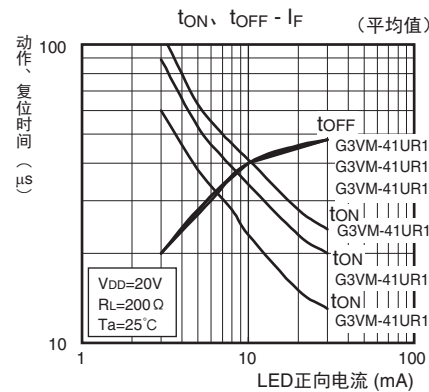 tON、tOFF - IF
（平均值）
动作、复位时间（μs）
100
10
tOFF
G3VM-41UR1
G3VM-41UR1
G3VM-41UR1
tON
G3VM-41UR1
tON
G3VM-41UR1
tON
G3VM-41UR1
VDD=20V
RL=200Ω
Ta=25°C
1
10
100
LED正向电流 (mA)